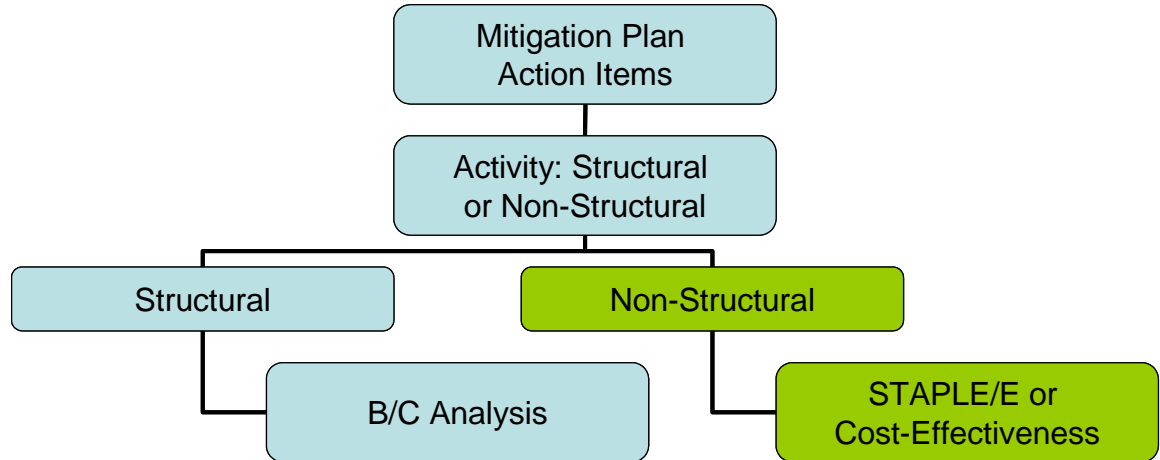 Mitigation Plan
Action Items
Activity: Structural
or Non-Structural
Structural
Non-Structural
B/C Analysis
STAPLE/E or
Cost-Effectiveness